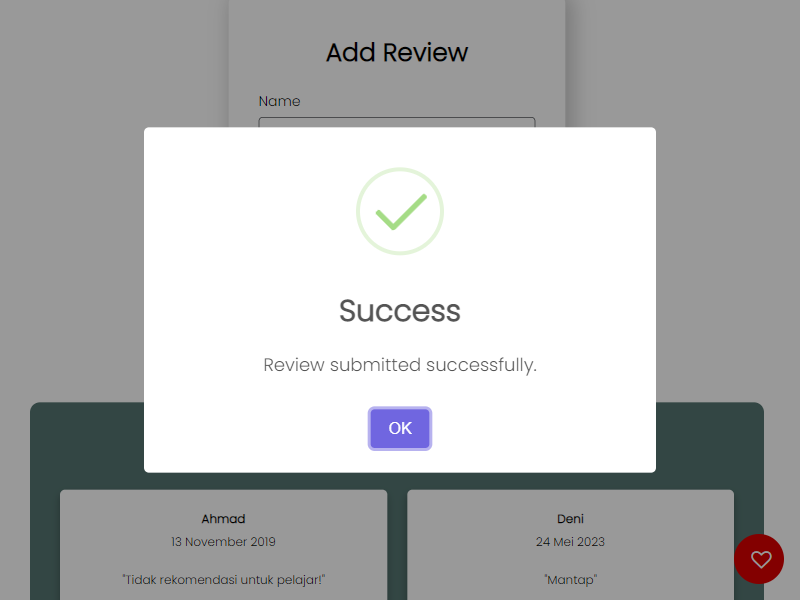 Add Review
Name
Success
Review submitted successfully.
OK
Ahmad
13 November 2019
"Tidak rekomendasi untuk pelajar!"
Deni
24 Mei 2023
"Mantap"